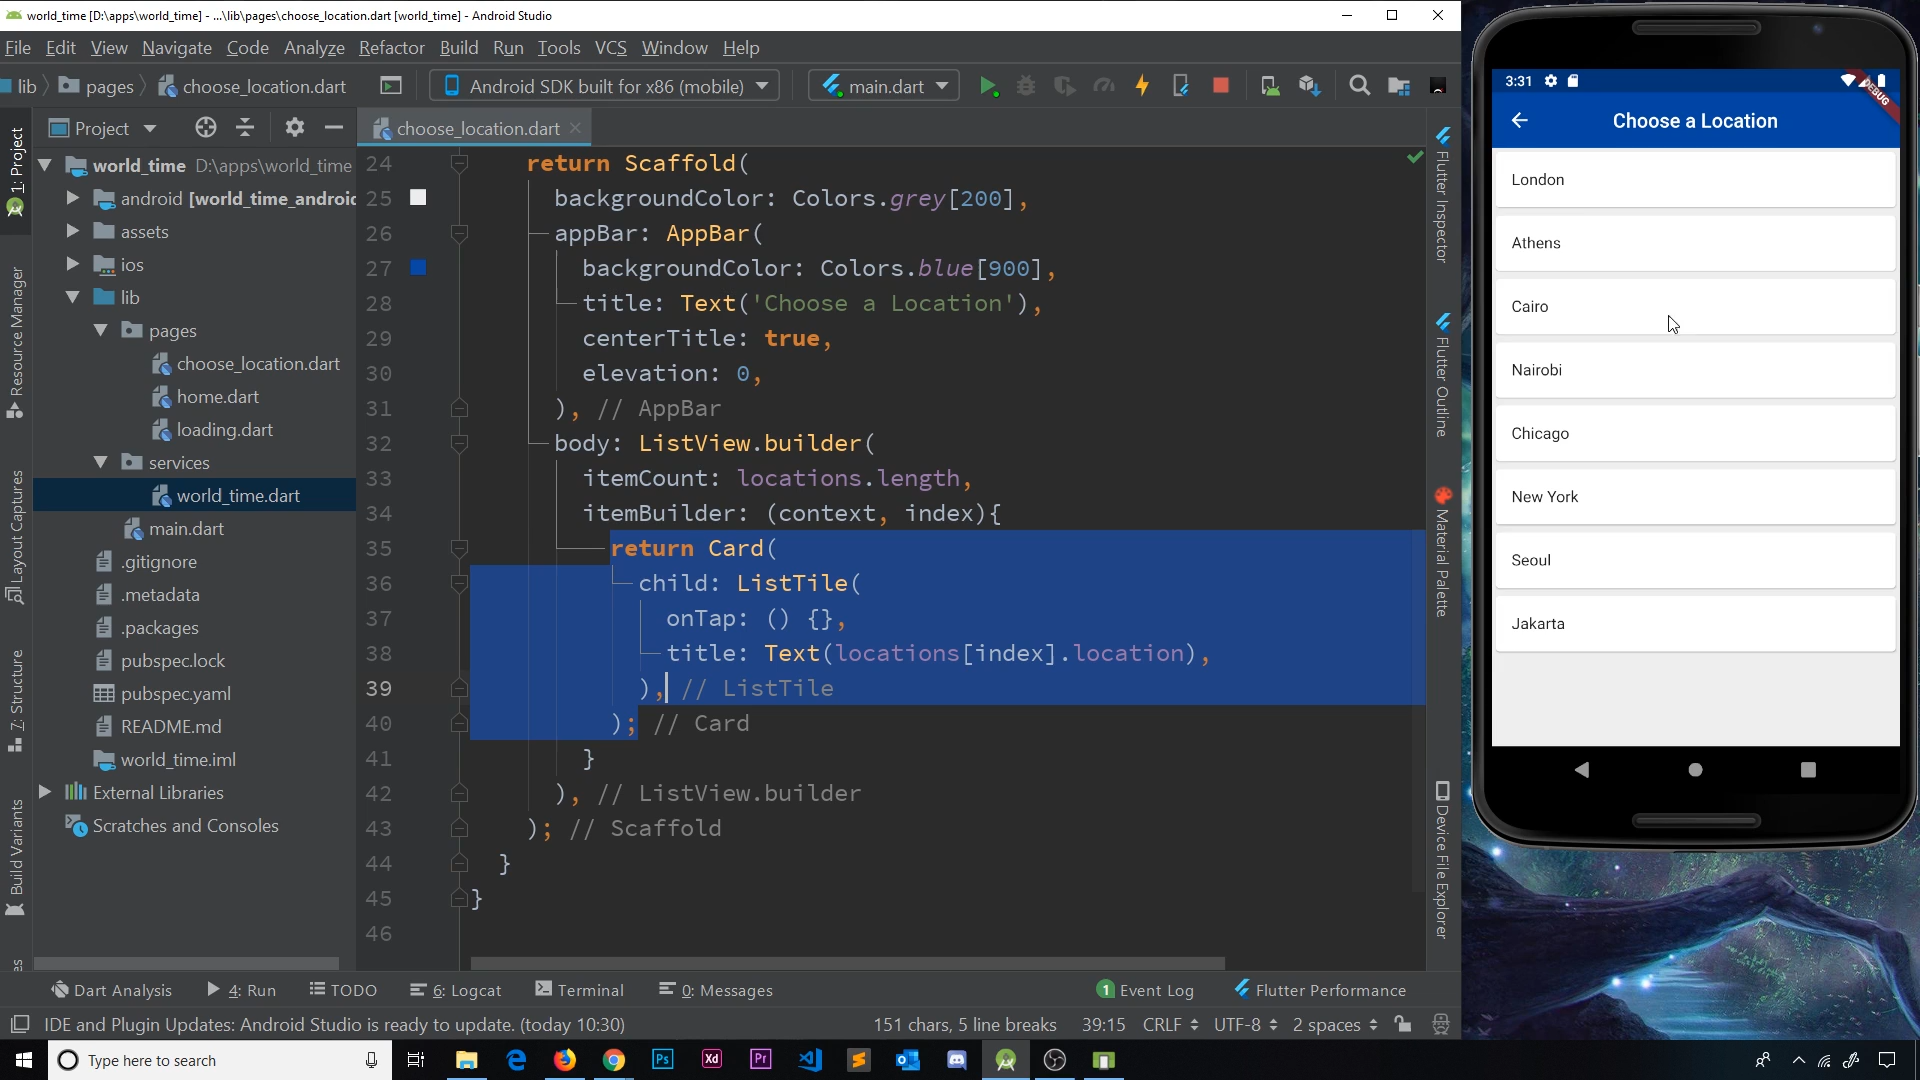 world_time [D:\apps\world_time] - ...\lib\pages\choose_location.dart [world_time] - Android Studio
File Edit View Navigate Code Analyze Refactor Build Run Tools VCS Window Help
lib pages choose_location.dart Android SDK built for x86 (mobile) main.dart
Project
choose_location.dart
1: Project
Resource Manager
Layout Captures
7: Structure
Build Variants
world_time D:\apps\world_time
android [world_time_androic
assets
ios
lib
pages
choose_location.dart
home.dart
loading.dart
services
world_time.dart
main.dart
.gitignore
.metadata
.packages
pubspec.lock
pubspec.yaml
README.md
world_time.iml
External Libraries
Scratches and Consoles
24 return Scaffold(
25 backgroundColor: Colors.grey[200],
26 appBar: AppBar(
27 backgroundColor: Colors.blue[900],
28 title: Text('Choose a Location'),
29 centerTitle: true,
30 elevation: 0,
31 ), // AppBar
32 body: ListView.builder(
33 itemCount: locations.length,
34 itemBuilder: (context, index){
35 return Card(
36 child: ListTile(
37 onTap: () {},
38 title: Text(locations[index].location),
39 ), // ListTile
40 ); // Card
41 }
42 ), // ListView.builder
43 ); // Scaffold
44 }
45 }
46
Flutter Inspector
Flutter Outline
Material Palette
Device File Explorer
Dart Analysis 4: Run TODO 6: Logcat Terminal 0: Messages 1 Event Log Flutter Performance
IDE and Plugin Updates: Android Studio is ready to update. (today 10:30) 151 chars, 5 line breaks 39:15 CRLF UTF-8 2 spaces
Type here to search
Ps
Xd
Pr
3:31
DEBUG
Choose a Location
London
Athens
Cairo
Nairobi
Chicago
New York
Seoul
Jakarta